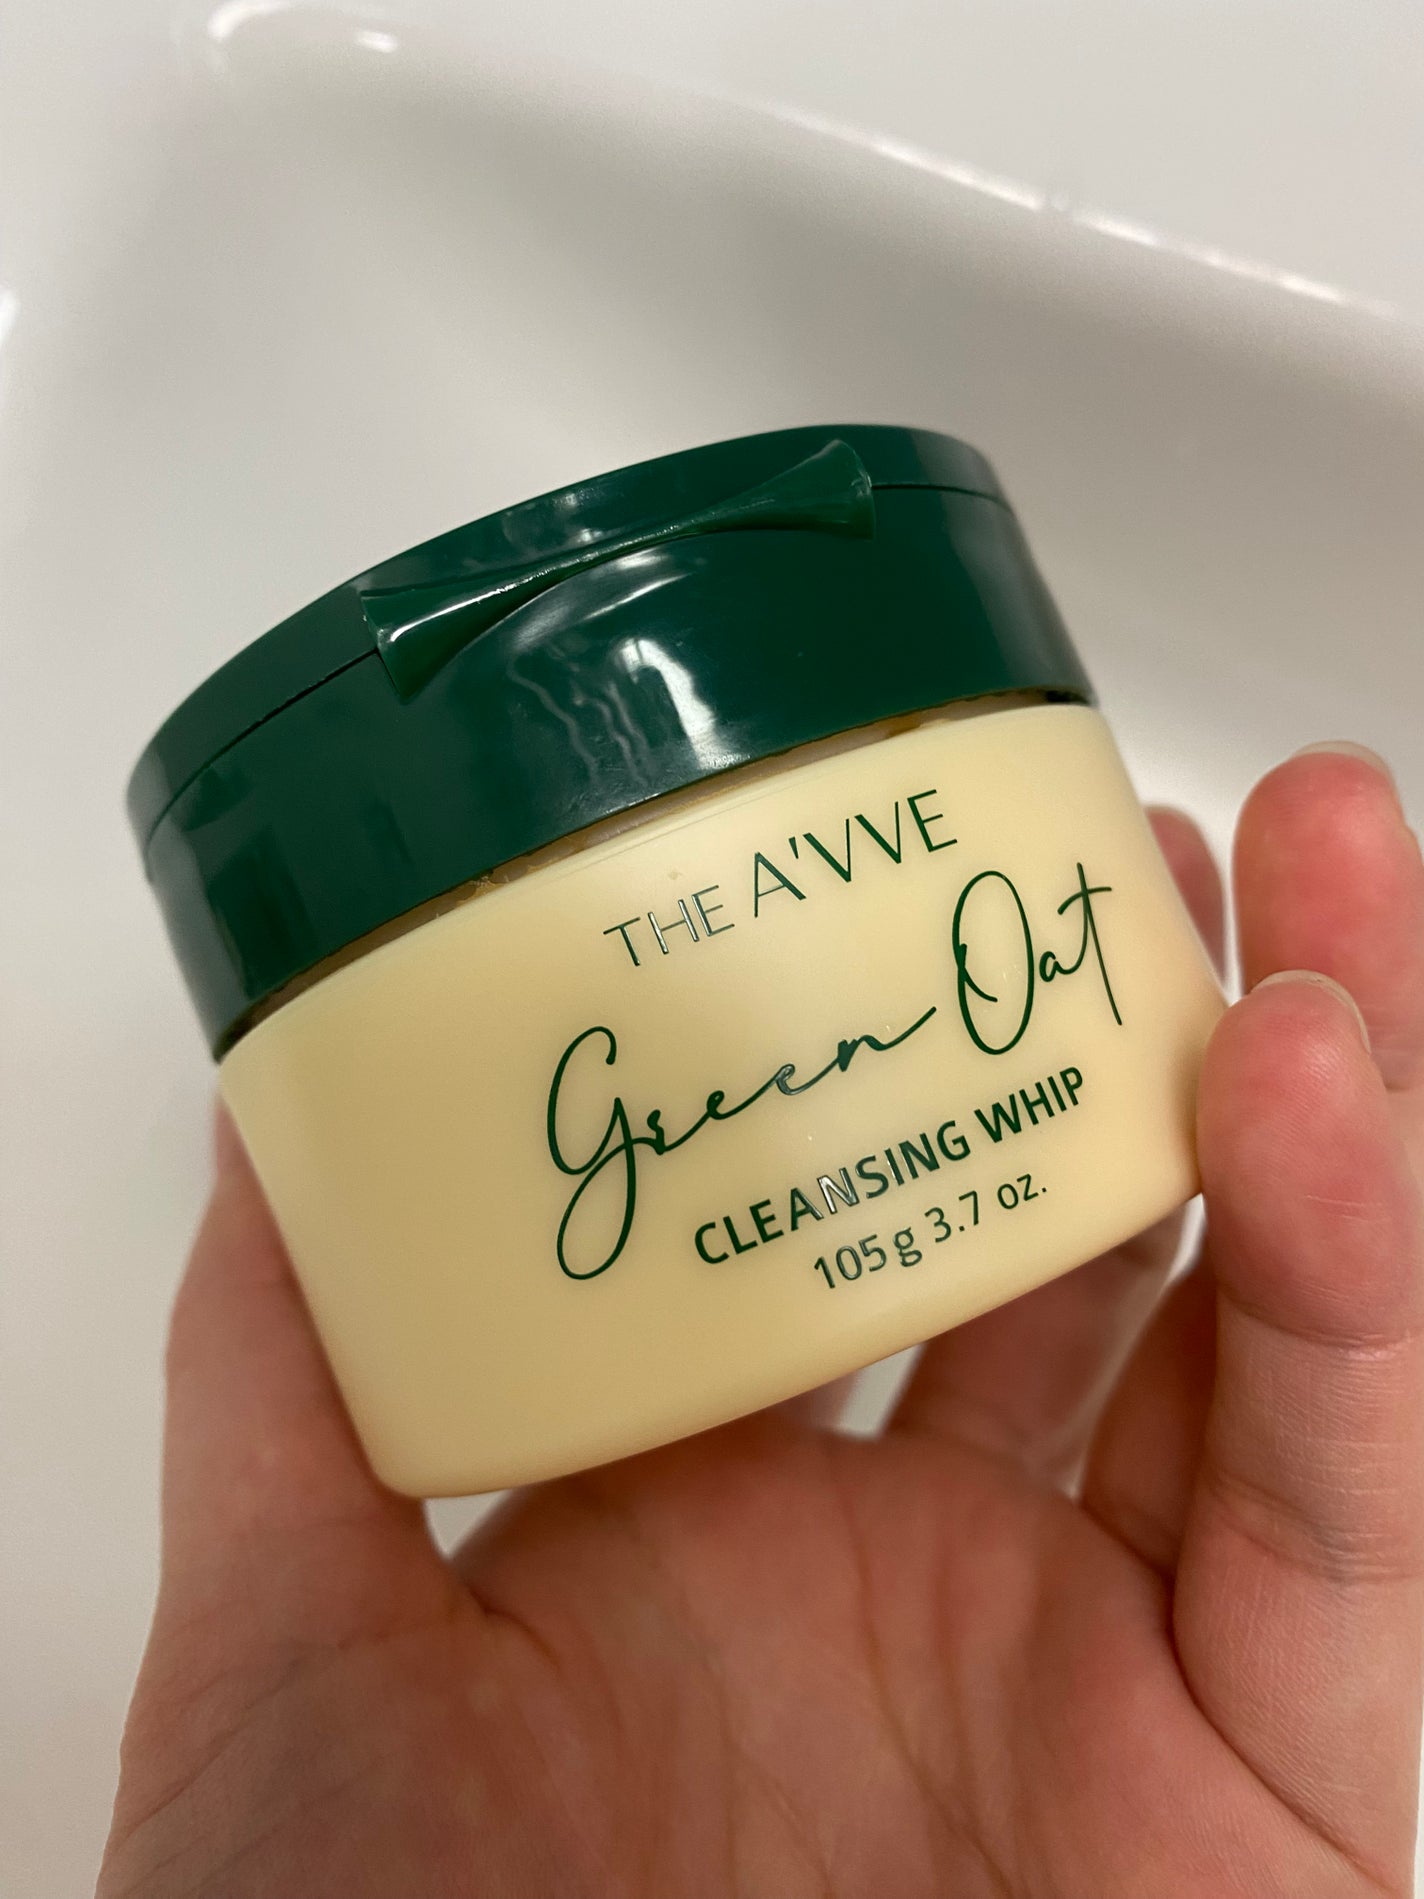 THE A'VVE
Green Oat
CLEANSING WHIP
105g 3.7 oz.